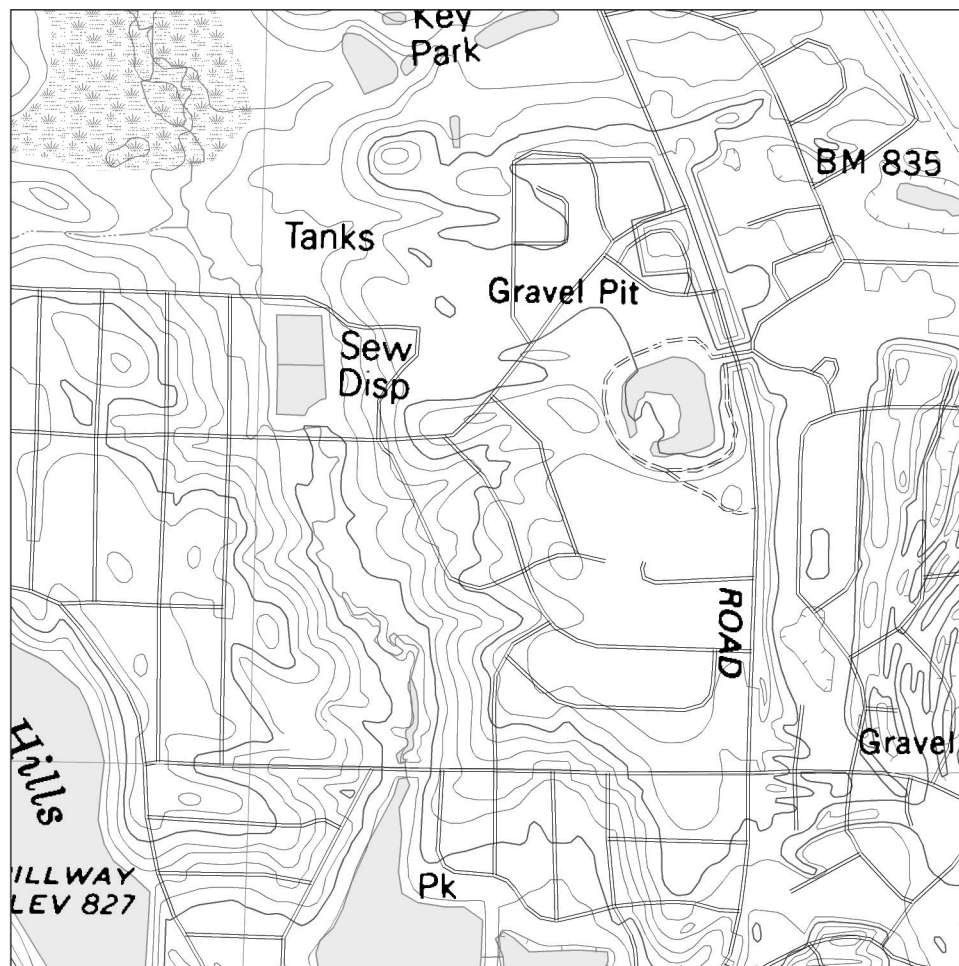 Key
Park
BM 835
Tanks
Gravel Pit
Sew
Disp
ROAD
Hills
Gravel
ILLWAY
LEV 827
Pk